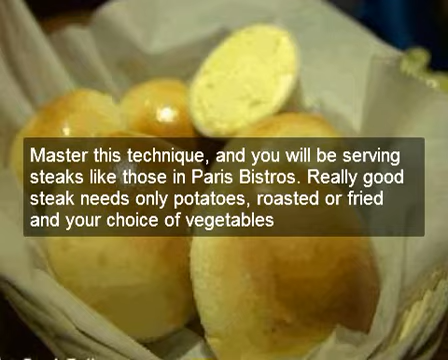 Master this technique, and you will be serving
steaks like those in Paris Bistros. Really good
steak needs only potatoes, roasted or fried
and your choice of vegetables